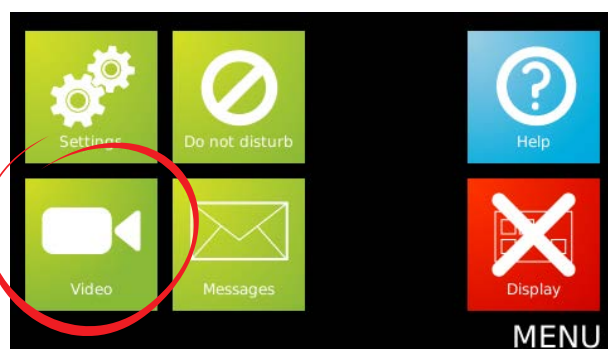 Settings
Do not disturb
Help
Video
Messages
Display
MENU